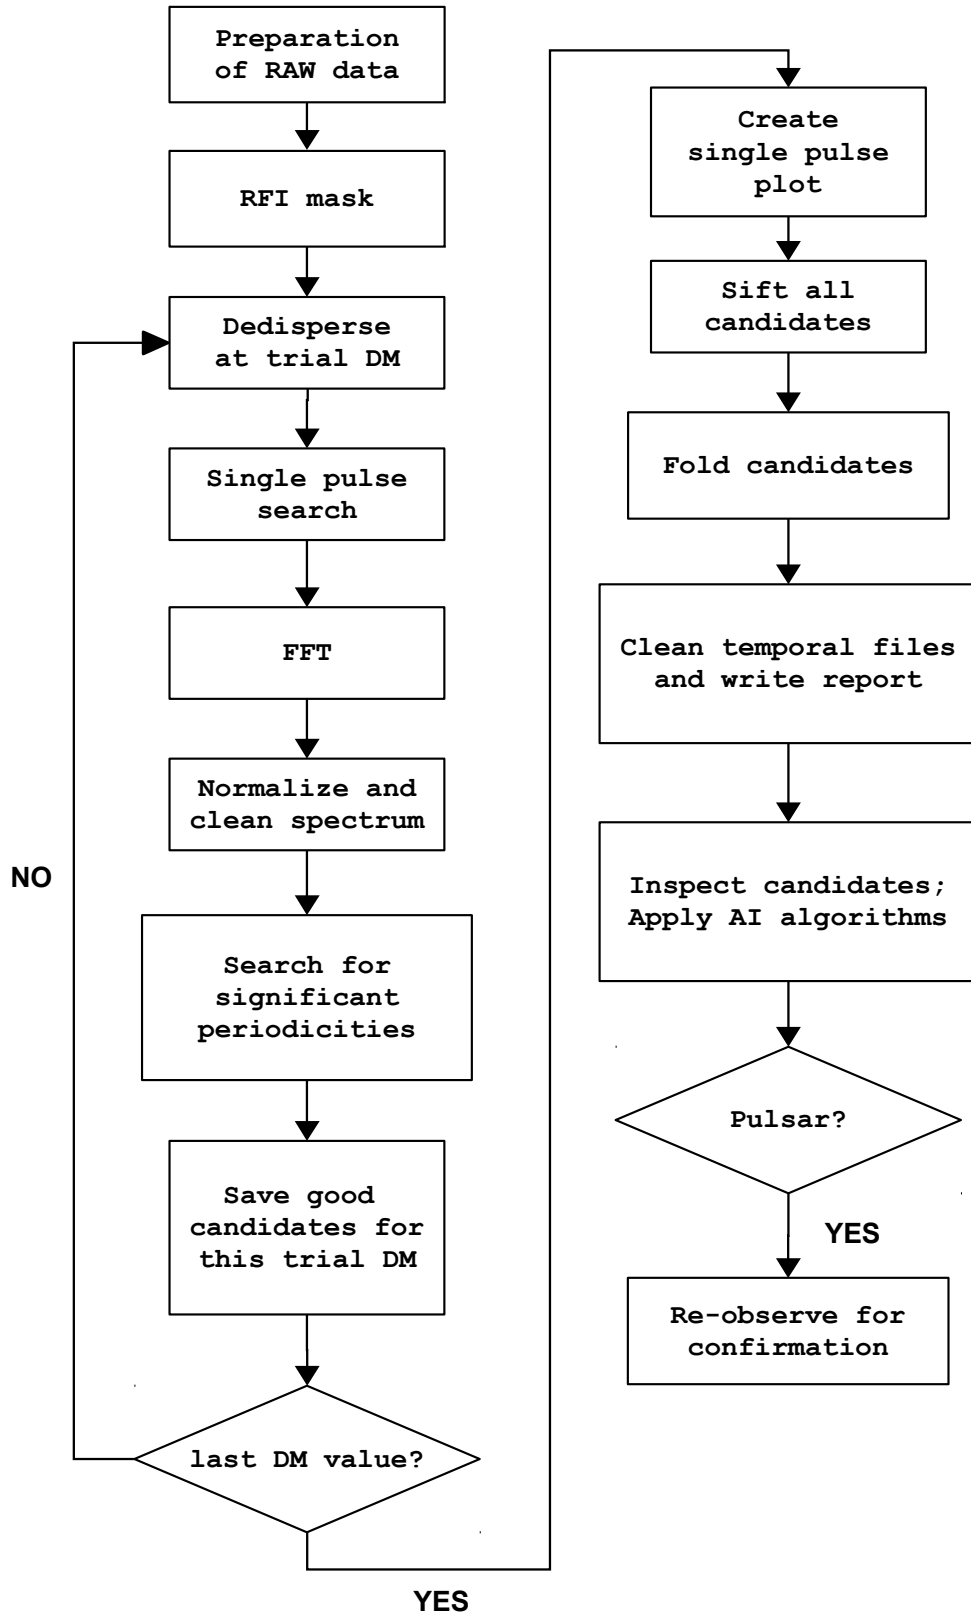 Preparation
of RAW data
RFI mask
Dedisperse
at trial DM
Single pulse
search
FFT
Normalize and
clean spectrum
NO
Search for
significant
periodicities
Save good
candidates for
this trial DM
last DM value?
YES
Create
single pulse
plot
Sift all
candidates
Fold candidates
Clean temporal files
and write report
Inspect candidates;
Apply AI algorithms
Pulsar?
YES
Re-observe for
confirmation